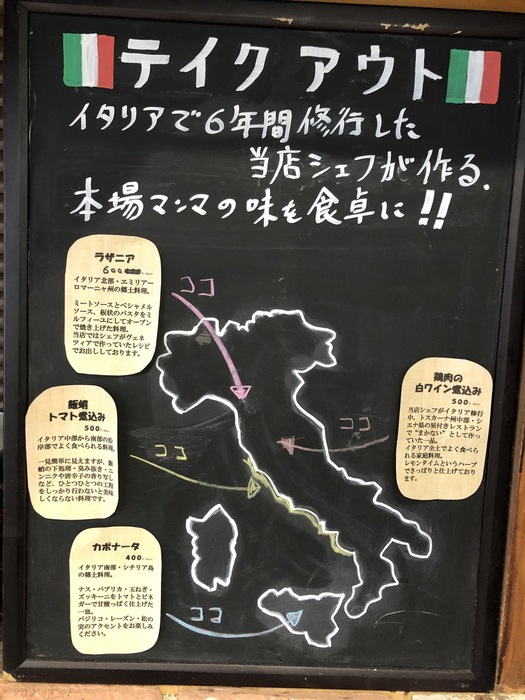 テイクアウト
イタリアで6年間修行した
当店シェフが作る.
本場マンマの味を食卓に!!
ラザニア
600
イタリア北部・エミリアーロマーニャ州の郷土料理。
ミートソースとベシャメル
ソース、板状のパスタをミ
ルフィーユにしてオーブン
で焼き上げた料理。
当店ではシェフがヴェネ
ツィアで作っていたレシピ
でお出ししております。
ココ
鶏肉の
白ワイン煮込み
500
当店シェフがイタリア修行
中、トスカーナ州中部・シ
エナ県の星付きレストラン
で"まかない"として作っ
ていた一品。
イタリア全土でよく食べら
れる家庭料理。
レモンタイムというハーブ
でさっぱりと仕上げており
ます。
ココ
飯蛸
トマト煮込み
500
イタリア中部から南部の沿
岸部でよく食べられる料理。
一見簡単に見えますが、飯
蛸の下処理・臭み抜き・ニ
ンニクや唐辛子の香り写し
など、ひとつひとつの工程
をしっかり行わないと美味
しくならない料理です。
ココ
カポナータ
400
イタリア南部・シチリア島
の郷土料理。
ナス・パプリカ・玉ねぎ・
ズッキーニをトマトとビネ
ガーで甘酸っぱく仕上げた
一皿。
バジリコ・レーズン・松の
実のアクセントをお楽しみ
ください。
ココ